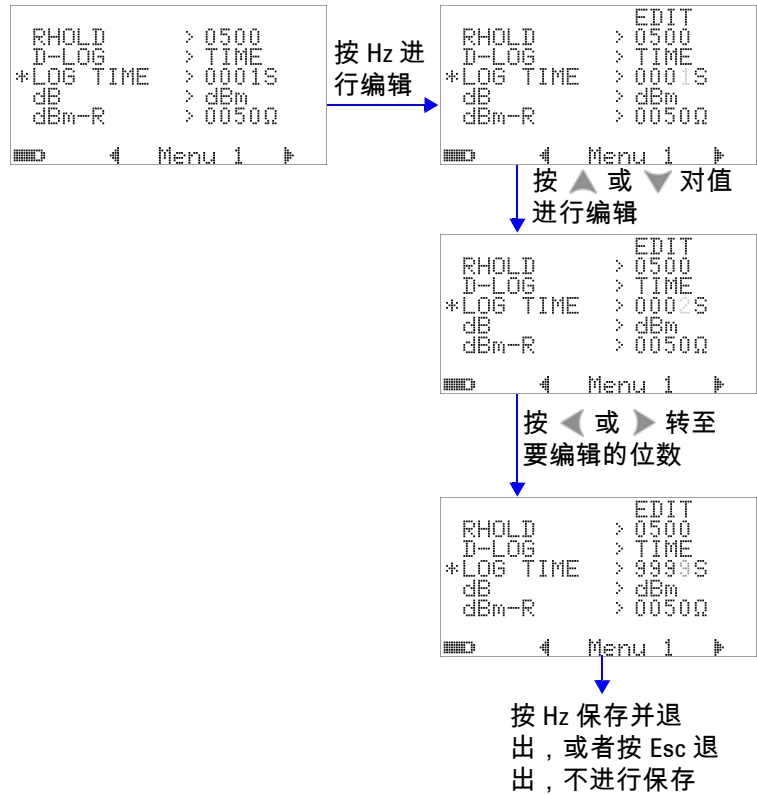 RHOLD > 0500
D-LOG > TIME
*LOG TIME > 0001S
dB > dBm
dBm-R > 0050Ω
Menu 1
按 Hz 进
行编辑
EDIT
RHOLD > 0500
D-LOG > TIME
*LOG TIME > 0001S
dB > dBm
dBm-R > 0050Ω
Menu 1
按 ▲ 或 ▼ 对值
进行编辑
EDIT
RHOLD > 0500
D-LOG > TIME
*LOG TIME > 0002S
dB > dBm
dBm-R > 0050Ω
Menu 1
按 ◀ 或 ▶ 转至
要编辑的位数
EDIT
RHOLD > 0500
D-LOG > TIME
*LOG TIME > 9999S
dB > dBm
dBm-R > 0050Ω
Menu 1
按 Hz 保存并退
出，或者按 Esc 退
出，不进行保存